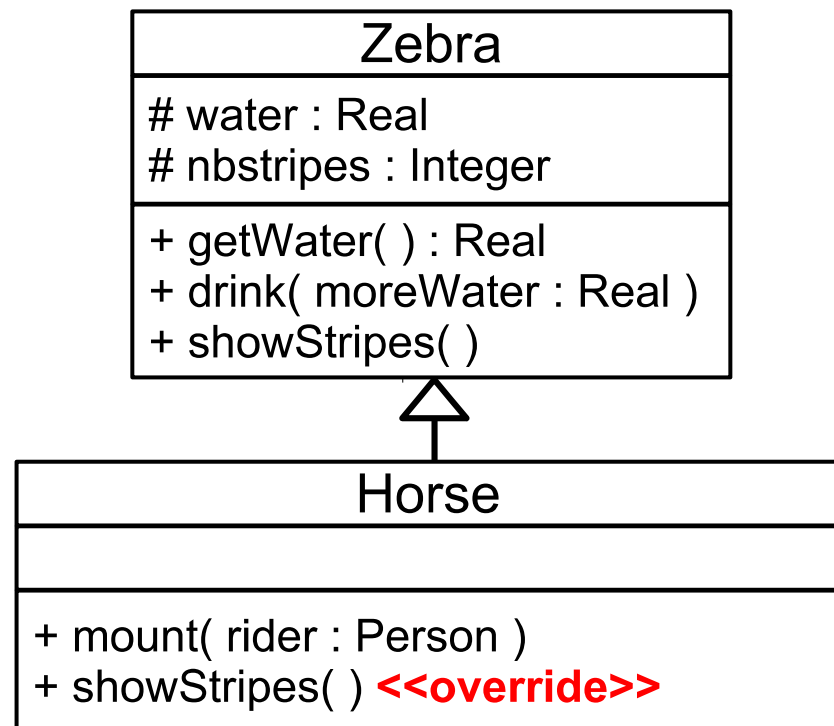 Zebra
# water : Real
# nbstripes : Integer
+ getWater( ) : Real
+ drink( moreWater : Real )
+ showStripes( )
Horse
+ mount( rider : Person )
+ showStripes( ) <<override>>